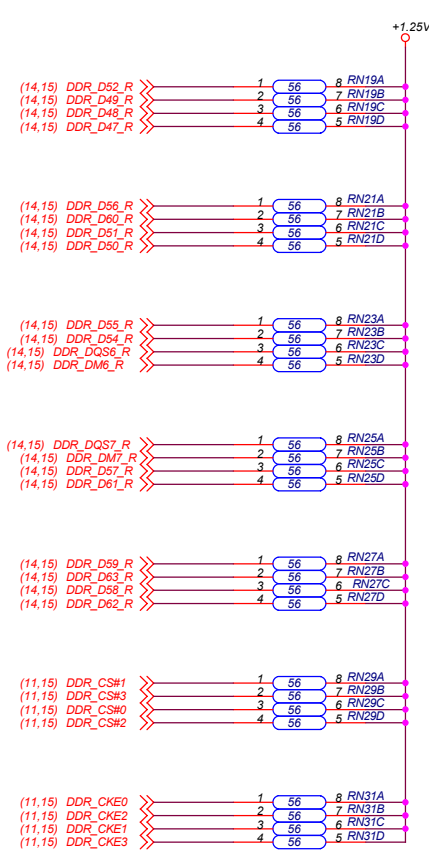 +1.25V
(14,15) DDR_D52_R 1 56 8 RN19A
(14,15) DDR_D49_R 2 56 7 RN19B
(14,15) DDR_D48_R 3 56 6 RN19C
(14,15) DDR_D47_R 4 56 5 RN19D
(14,15) DDR_D56_R 1 56 8 RN21A
(14,15) DDR_D60_R 2 56 7 RN21B
(14,15) DDR_D51_R 3 56 6 RN21C
(14,15) DDR_D50_R 4 56 5 RN21D
(14,15) DDR_D55_R 1 56 8 RN23A
(14,15) DDR_D54_R 2 56 7 RN23B
(14,15) DDR_DQS6_R 3 56 6 RN23C
(14,15) DDR_DM6_R 4 56 5 RN23D
(14,15) DDR_DQS7_R 1 56 8 RN25A
(14,15) DDR_DM7_R 2 56 7 RN25B
(14,15) DDR_D57_R 3 56 6 RN25C
(14,15) DDR_D61_R 4 56 5 RN25D
(14,15) DDR_D59_R 1 56 8 RN27A
(14,15) DDR_D63_R 2 56 7 RN27B
(14,15) DDR_D58_R 3 56 6 RN27C
(14,15) DDR_D62_R 4 56 5 RN27D
(11,15) DDR_CS#1 1 56 8 RN29A
(11,15) DDR_CS#3 2 56 7 RN29B
(11,15) DDR_CS#0 3 56 6 RN29C
(11,15) DDR_CS#2 4 56 5 RN29D
(11,15) DDR_CKE0 1 56 8 RN31A
(11,15) DDR_CKE2 2 56 7 RN31B
(11,15) DDR_CKE1 3 56 6 RN31C
(11,15) DDR_CKE3 4 56 5 RN31D